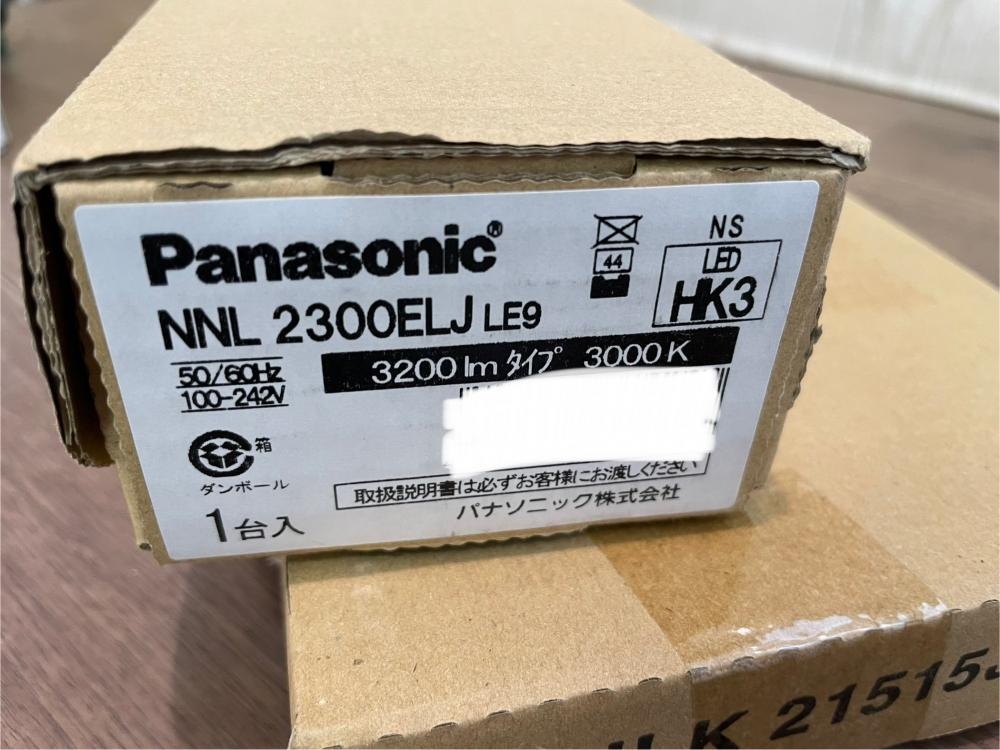 Panasonic®
NNL 2300ELJ LE9
44
NS
LED
HK3
50/60Hz
100-242V
3200 lm タイプ 3000 K
箱
ダンボール
取扱説明書は必ずお客様にお渡しください
1台入
パナソニック株式会社
LK 21515J